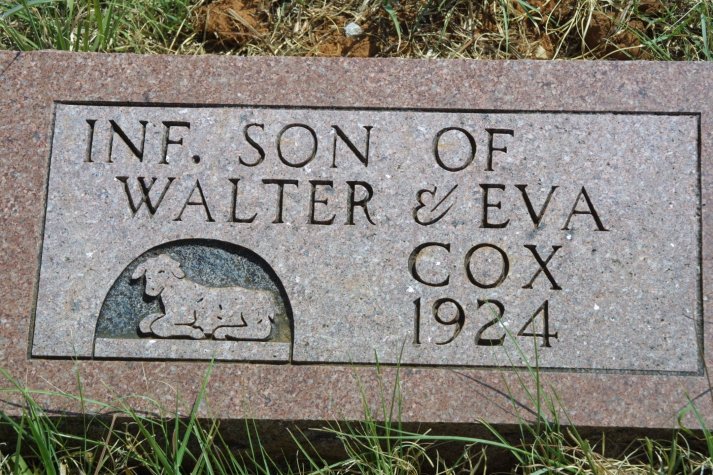 INF. SON OF
WALTER & EVA
COX
1924